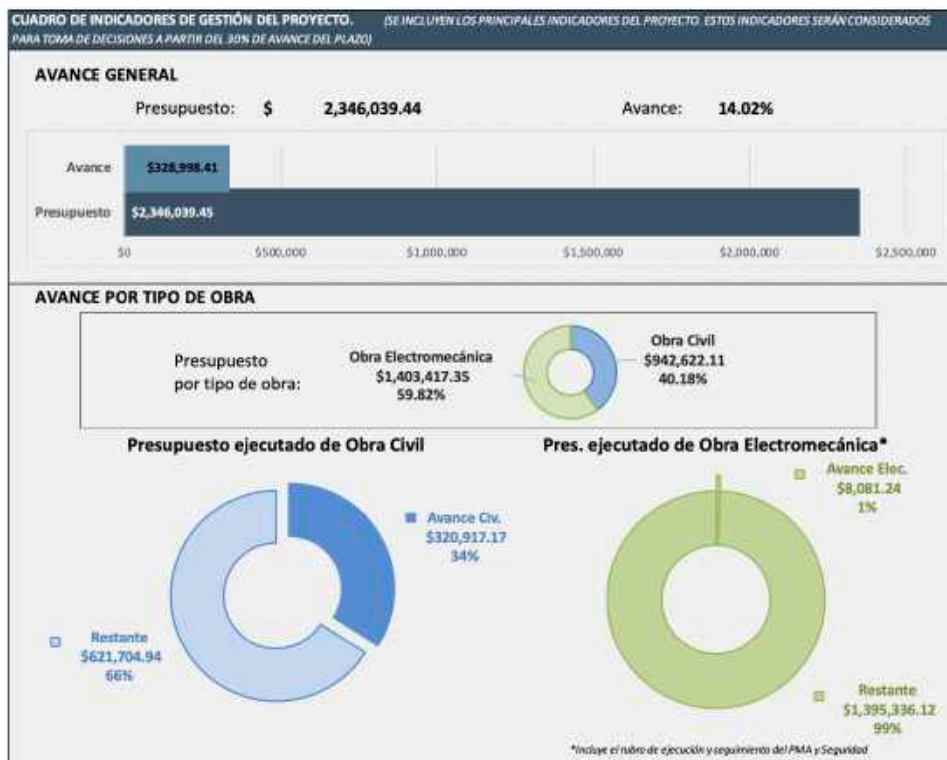 CUADRO DE INDICADORES DE GESTIÓN DEL PROYECTO. (SE INCLUYEN LOS PRINCIPALES INDICADORES DEL PROYECTO. ESTOS INDICADORES SERÁN CONSIDERADOS
PARA TOMA DE DECISIONES A PARTIR DEL 30% DE AVANCE DEL PLAZO)
AVANCE GENERAL
Presupuesto: $ 2,346,039.44 Avance: 14.02%
Avance $328,998.41
Presupuesto $2,346,039.45
$0 $500,000 $1,000,000 $1,500,000 $2,000,000 $2,500,000
AVANCE POR TIPO DE OBRA
Presupuesto
por tipo de obra:
Obra Electromecánica
$1,403,417.35
59.82%
Obra Civil
$942,622.11
40.18%
Presupuesto ejecutado de Obra Civil
Avance Civ.
$320,917.17
34%
Restante
$621,704.94
66%
Pres. ejecutado de Obra Electromecánica*
Avance Elec.
$8,081.24
1%
Restante
$1,395,336.12
99%
*Incluye el rubro de ejecución y seguimiento del PMA y Seguridad